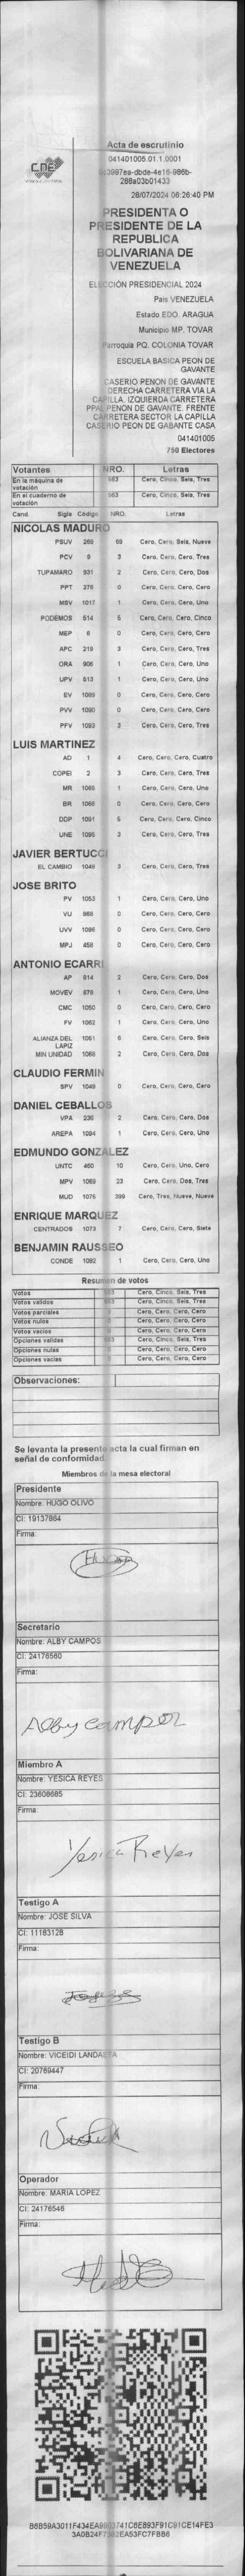 CNE
Acta de escrutinio
041401005.01.1.0001
288a03b01433
28/07/2024 06:26:40 PM
PRESIDENTA O
PRESIDENTE DE LA
REPUBLICA
BOLIVARIANA DE
VENEZUELA
ELECCIÓN PRESIDENCIAL 2024
Pais VENEZUELA
Estado EDO. ARAGUA
Municipio MP. TOVAR
Parroquia PQ. COLONIA TOVAR
ESCUELA BASICA PEON DE
GAVANTE
CASERIO PENON DE GAVANTE
DERECHA CARRETERA VIA LA
CAPILLA. IZQUIERDA CARRETERA
PPAL PENON DE GAVANTE. FRENTE
CARRETERA SECTOR LA CAPILLA
CASERIO PEON DE GABANTE CASA
041401005
750 Electores
Votantes NRO. Letras
En la máquina de votación 563 Cero, Cinco, Seis, Tres
En el cuaderno de votación 563 Cero, Cinco, Seis, Tres
Cand. Sigla Código NRO. Letras
NICOLAS MADURO
PSUV 269 69 Cero, Cero, Seis, Nueve
PCV 9 3 Cero, Cero, Cero, Tres
TUPAMARO 931 2 Cero, Cero, Cero, Dos
PPT 276 0 Cero, Cero, Cero, Cero
MSV 1017 1 Cero, Cero, Cero, Uno
PODEMOS 514 5 Cero, Cero, Cero, Cinco
MEP 6 0 Cero, Cero, Cero, Cero
APC 219 3 Cero, Cero, Cero, Tres
ORA 906 1 Cero, Cero, Cero, Uno
UPV 513 1 Cero, Cero, Cero, Uno
EV 1089 0 Cero, Cero, Cero, Cero
PVV 1090 0 Cero, Cero, Cero, Cero
PFV 1093 3 Cero, Cero, Cero, Tres
LUIS MARTINEZ
AD 1 4 Cero, Cero, Cero, Cuatro
COPEI 2 3 Cero, Cero, Cero, Tres
MR 1065 1 Cero, Cero, Cero, Uno
BR 1068 0 Cero, Cero, Cero, Cero
DDP 1091 5 Cero, Cero, Cero, Cinco
UNE 1095 3 Cero, Cero, Cero, Tres
JAVIER BERTUCCI
EL CAMBIO 1048 3 Cero, Cero, Cero, Tres
JOSE BRITO
PV 1053 1 Cero, Cero, Cero, Uno
VU 968 0 Cero, Cero, Cero, Cero
UVV 1096 0 Cero, Cero, Cero, Cero
MPJ 458 0 Cero, Cero, Cero, Cero
ANTONIO ECARRI
AP 814 2 Cero, Cero, Cero, Dos
MOVEV 878 1 Cero, Cero, Cero, Uno
CMC 1050 0 Cero, Cero, Cero, Cero
FV 1062 1 Cero, Cero, Cero, Uno
ALIANZA DEL LAPIZ 1061 6 Cero, Cero, Cero, Seis
MIN UNIDAD 1068 2 Cero, Cero, Cero, Dos
CLAUDIO FERMIN
SPV 1049 0 Cero, Cero, Cero, Cero
DANIEL CEBALLOS
VPA 236 2 Cero, Cero, Cero, Dos
AREPA 1094 1 Cero, Cero, Cero, Uno
EDMUNDO GONZALEZ
UNTC 460 10 Cero, Cero, Uno, Cero
MPV 1069 23 Cero, Cero, Dos, Tres
MUD 1075 399 Cero, Tres, Nueve, Nueve
ENRIQUE MARQUEZ
CENTRADOS 1073 7 Cero, Cero, Cero, Siete
BENJAMIN RAUSSEO
CONDE 1092 1 Cero, Cero, Cero, Uno
Resumen de votos
Votos 563 Cero, Cinco, Seis, Tres
Votos validos 563 Cero, Cinco, Seis, Tres
Votos parciales 0 Cero, Cero, Cero, Cero
Votos nulos 0 Cero, Cero, Cero, Cero
Votos vacios 0 Cero, Cero, Cero, Cero
Opciones validas 563 Cero, Cinco, Seis, Tres
Opciones nulas 0 Cero, Cero, Cero, Cero
Opciones vacias 0 Cero, Cero, Cero, Cero
Observaciones:
Se levanta la presente acta la cual firman en
señal de conformidad
Miembros de la mesa electoral
Presidente
Nombre: HUGO OLIVO
CI: 19137864
Firma:
Secretario
Nombre: ALBY CAMPOS
CI: 24176560
Firma:
Alby Campos
Miembro A
Nombre: YESICA REYES
CI: 23608685
Firma:
Yesica Reyes
Testigo A
Nombre: JOSE SILVA
CI: 11183128
Firma:
Testigo B
Nombre: VICEIDI LANDAETA
CI: 20769447
Firma:
Operador
Nombre: MARIA LOPEZ
CI: 24176546
Firma: